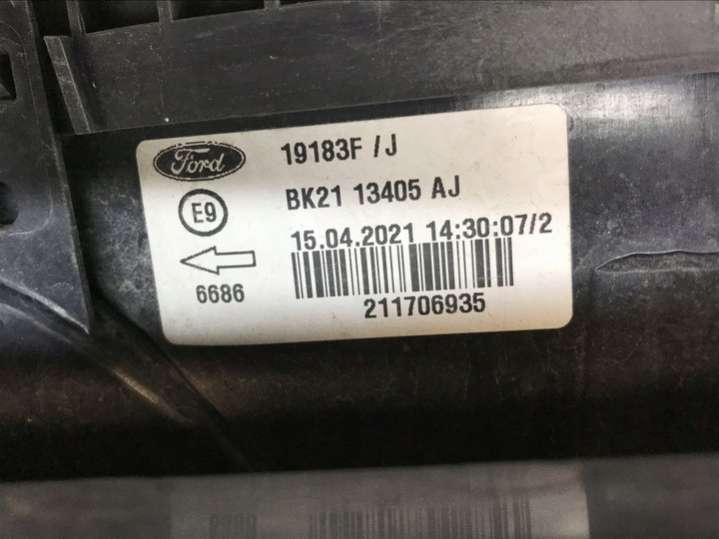 Ford
19183F /J
E9
BK21 13405 AJ
15.04.2021 14:30:07/2
6686
211706935